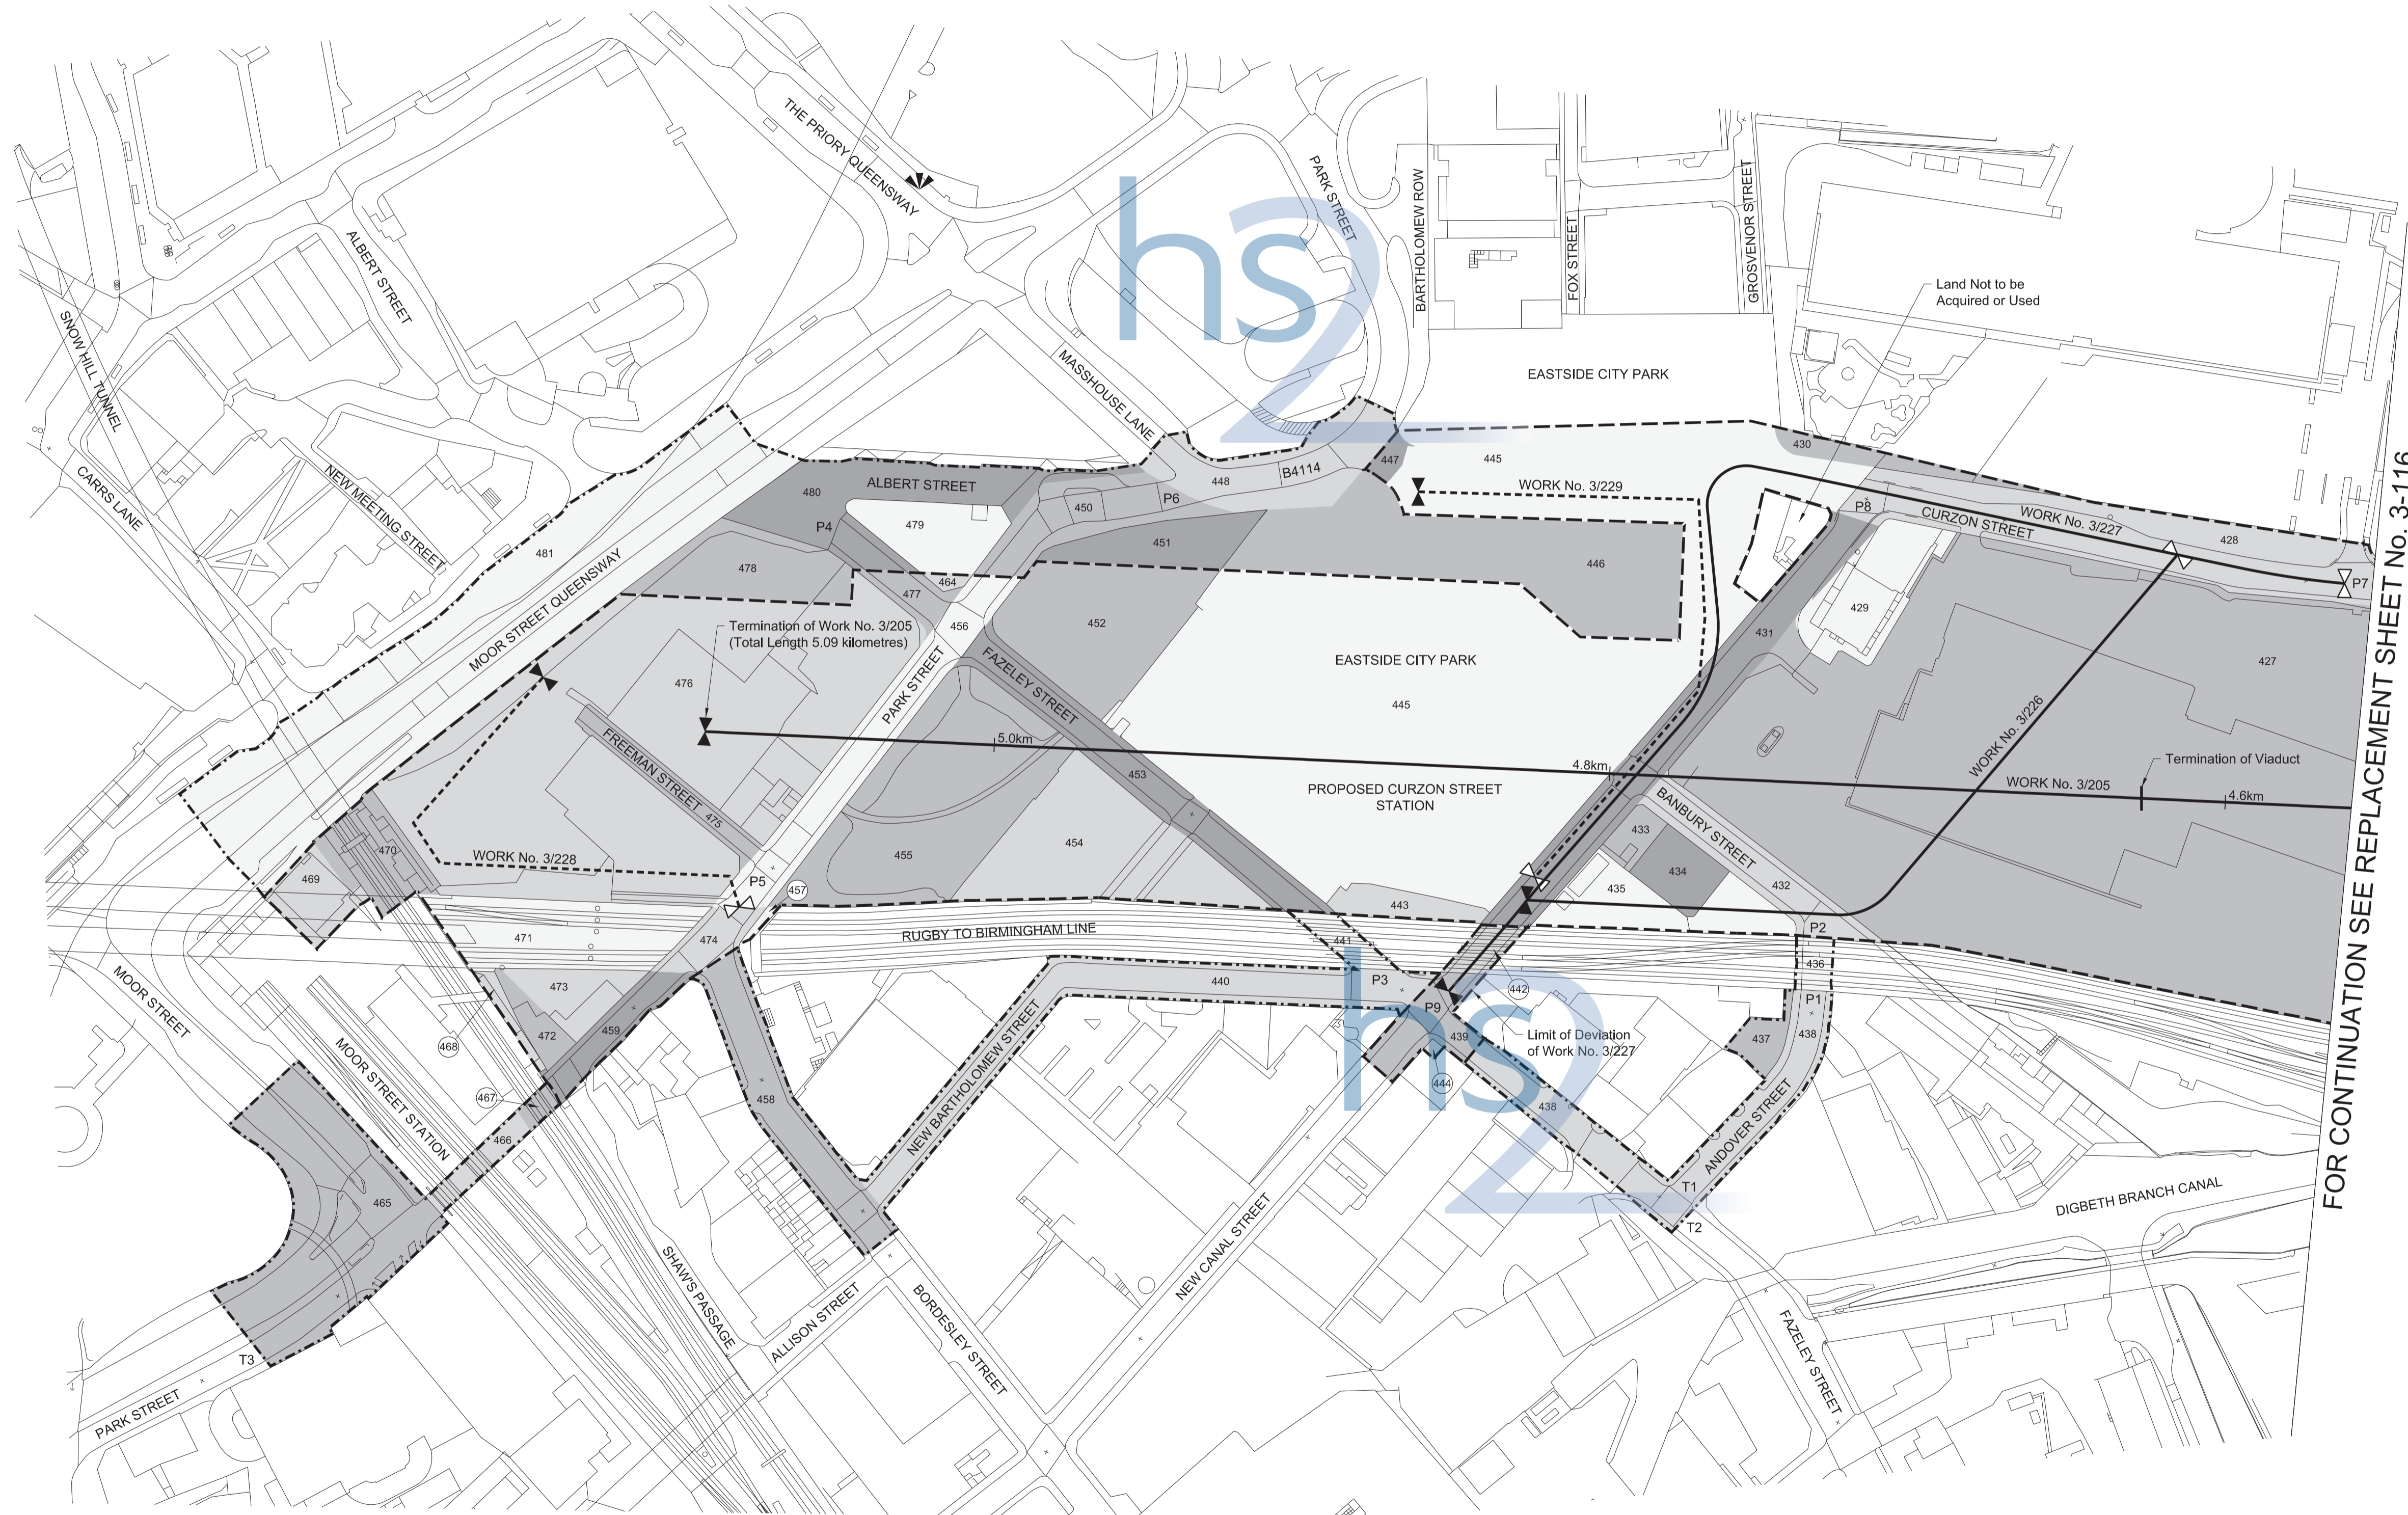 THE PRIORY QUEENSWAY
PARK STREET
BARTHOLOMEW ROW
FOX STREET
GROSVENOR STREET
hs2
ALBERT STREET
SNOW HILL TUNNEL
Land Not to be
Acquired or Used
MASSHOUSE LANE
EASTSIDE CITY PARK
CARRS LANE
NEW MEETING STREET
430
447
445
B4114
448
WORK No. 3/229
480
ALBERT STREET
450
P6
P8
CURZON STREET
WORK No. 3/227
428
P4
479
481
451
446
478
464
477
P7
429
MOOR STREET QUEENSWAY
Termination of Work No. 3/205
(Total Length 5.09 kilometres)
456
452
431
FAZELEY STREET
EASTSIDE CITY PARK
427
476
PARK STREET
445
WORK No. 3/226
5.0km
FREEMAN STREET
475
453
4.8km
Termination of Viaduct
WORK No. 3/205
4.6km
PROPOSED CURZON STREET
STATION
BANBURY STREET
433
434
432
435
470
469
WORK No. 3/228
455
454
P5
457
443
471
474
RUGBY TO BIRMINGHAM LINE
441
P2
436
MOOR STREET
473
440
P3
442
P1
P9
hs2
472
459
468
MOOR STREET STATION
439
Limit of Deviation
of Work No. 3/227
437
438
444
467
458
438
466
NEW BARTHOLOMEW STREET
ANDOVER STREET
T1
T2
465
DIGBETH BRANCH CANAL
SHAW'S PASSAGE
NEW CANAL STREET
ALLISON STREET
BORDESLEY STREET
FAZELEY STREET
T3
PARK STREET
FOR CONTINUATION SEE REPLACEMENT SHEET No. 3-116